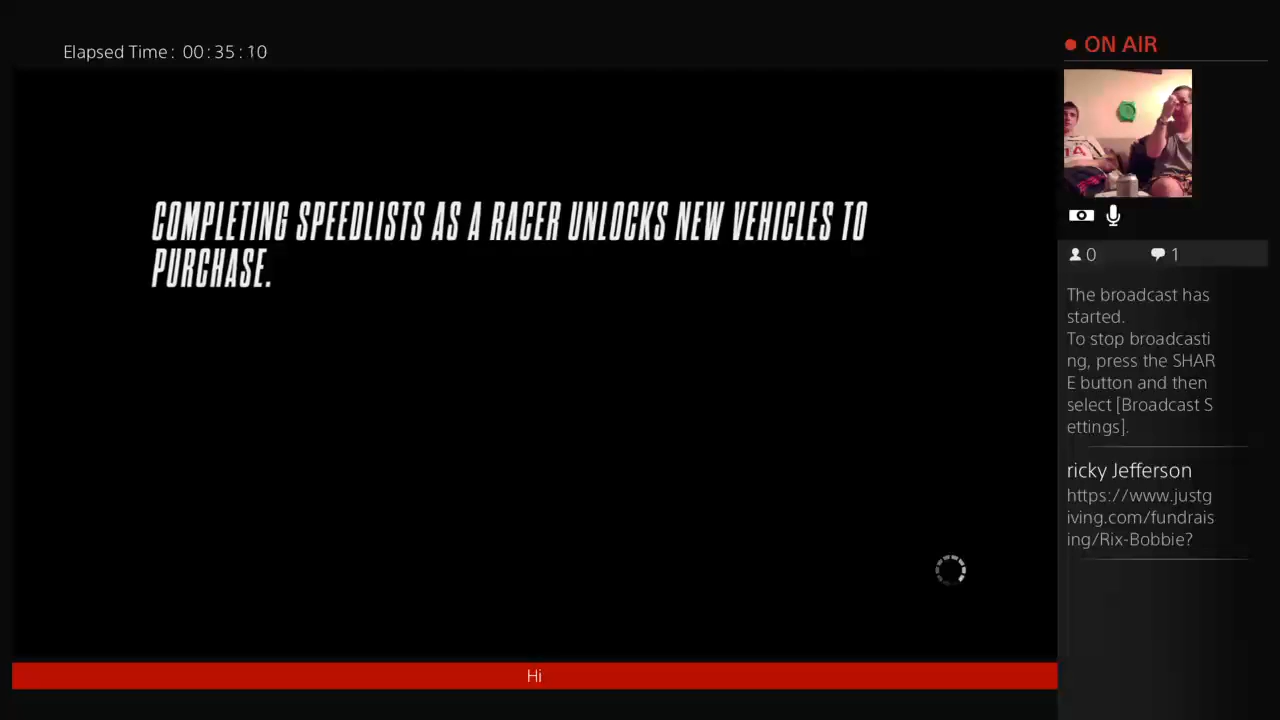 Elapsed Time: 00:35:10
ON AIR
COMPLETING SPEEDLISTS AS A RACER UNLOCKS NEW VEHICLES TO
PURCHASE.
14
0
1
The broadcast has
started.
To stop broadcasti
ng, press the SHAR
E button and then
select [Broadcast S
ettings].
ricky Jefferson
https://www.justg
iving.com/fundrais
ing/Rix-Bobbie?
Hi